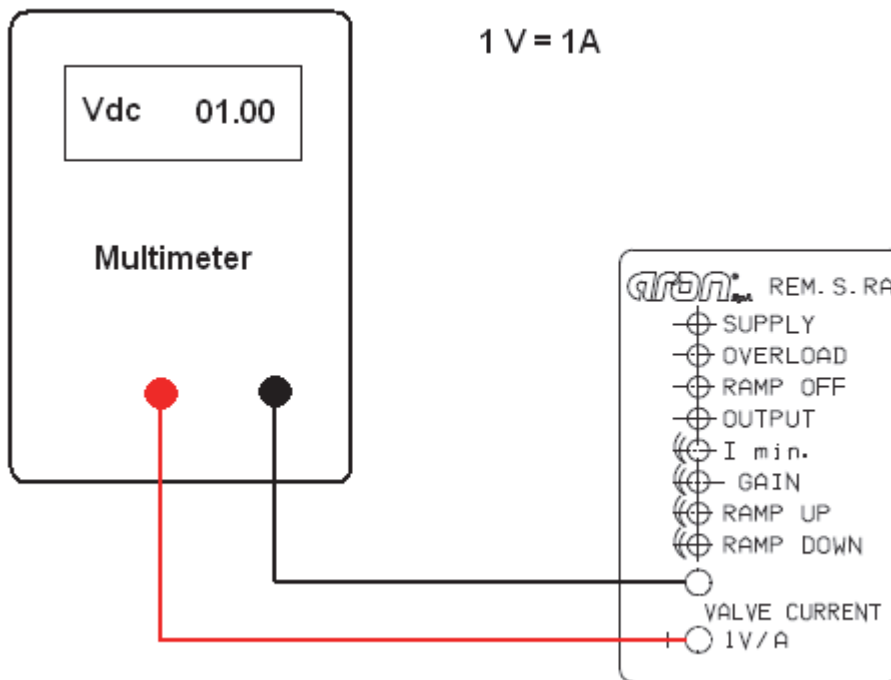 1 V = 1A
Vdc 01.00
Multimeter
aron S.p.A. REM. S. RA
SUPPLY
OVERLOAD
RAMP OFF
OUTPUT
I min.
GAIN
RAMP UP
RAMP DOWN
VALVE CURRENT
1V/A